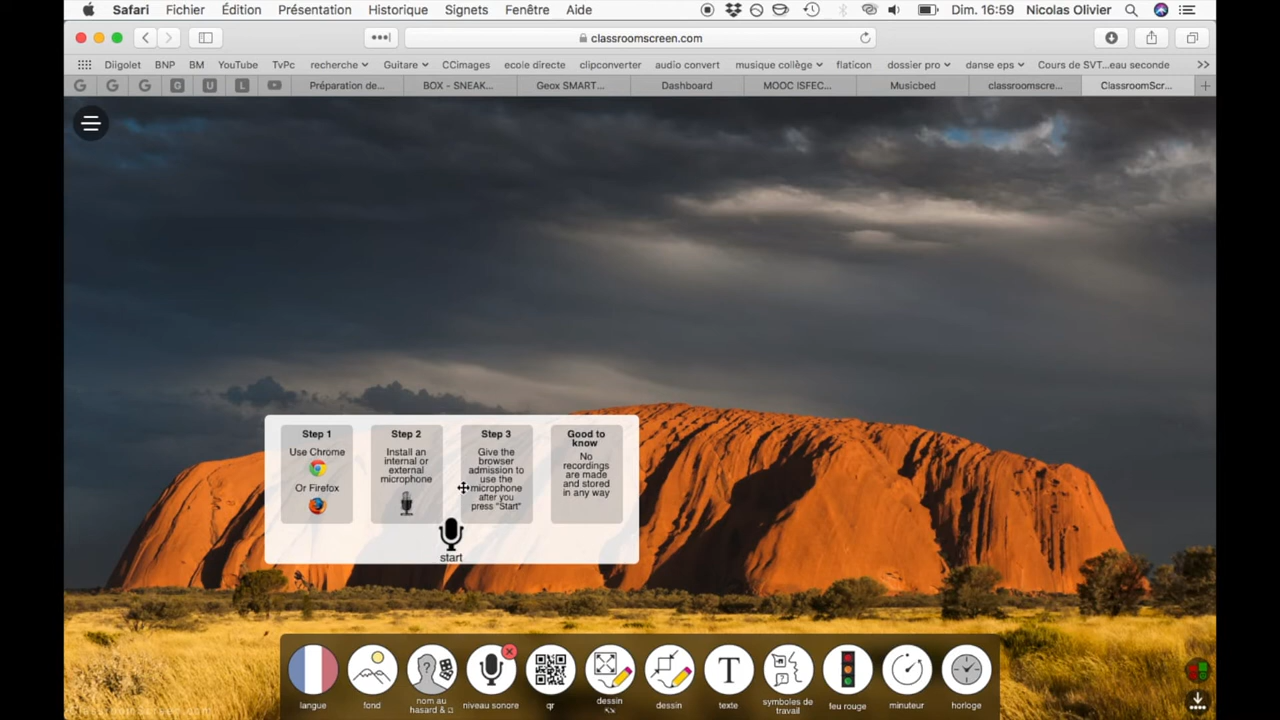 Safari Fichier Édition Présentation Historique Signets Fenêtre Aide Dim. 16:59 Nicolas Olivier
classroomscreen.com
Diigolet BNP BM YouTube TvPc recherche Guitare CCimages ecole directe clipconverter audio convert musique collège flaticon dossier pro danse eps Cours de SVT...eau seconde
Préparation de... BOX - SNEAK... Geox SMART... Dashboard MOOC ISFEC... Musicbed classroomscre... ClassroomScr...
Step 1
Use Chrome
Or Firefox
Step 2
Install an
internal or
external
microphone
Step 3
Give the
browser
admission to
use the
microphone
after you
press "Start"
Good to
know
No
recordings
are made
and stored
in any way
start
langue
fond
nom au
hasard &
niveau sonore
qr
dessin
dessin
texte
symboles de
travail
feu rouge
minuteur
horloge
classroomscreen.com